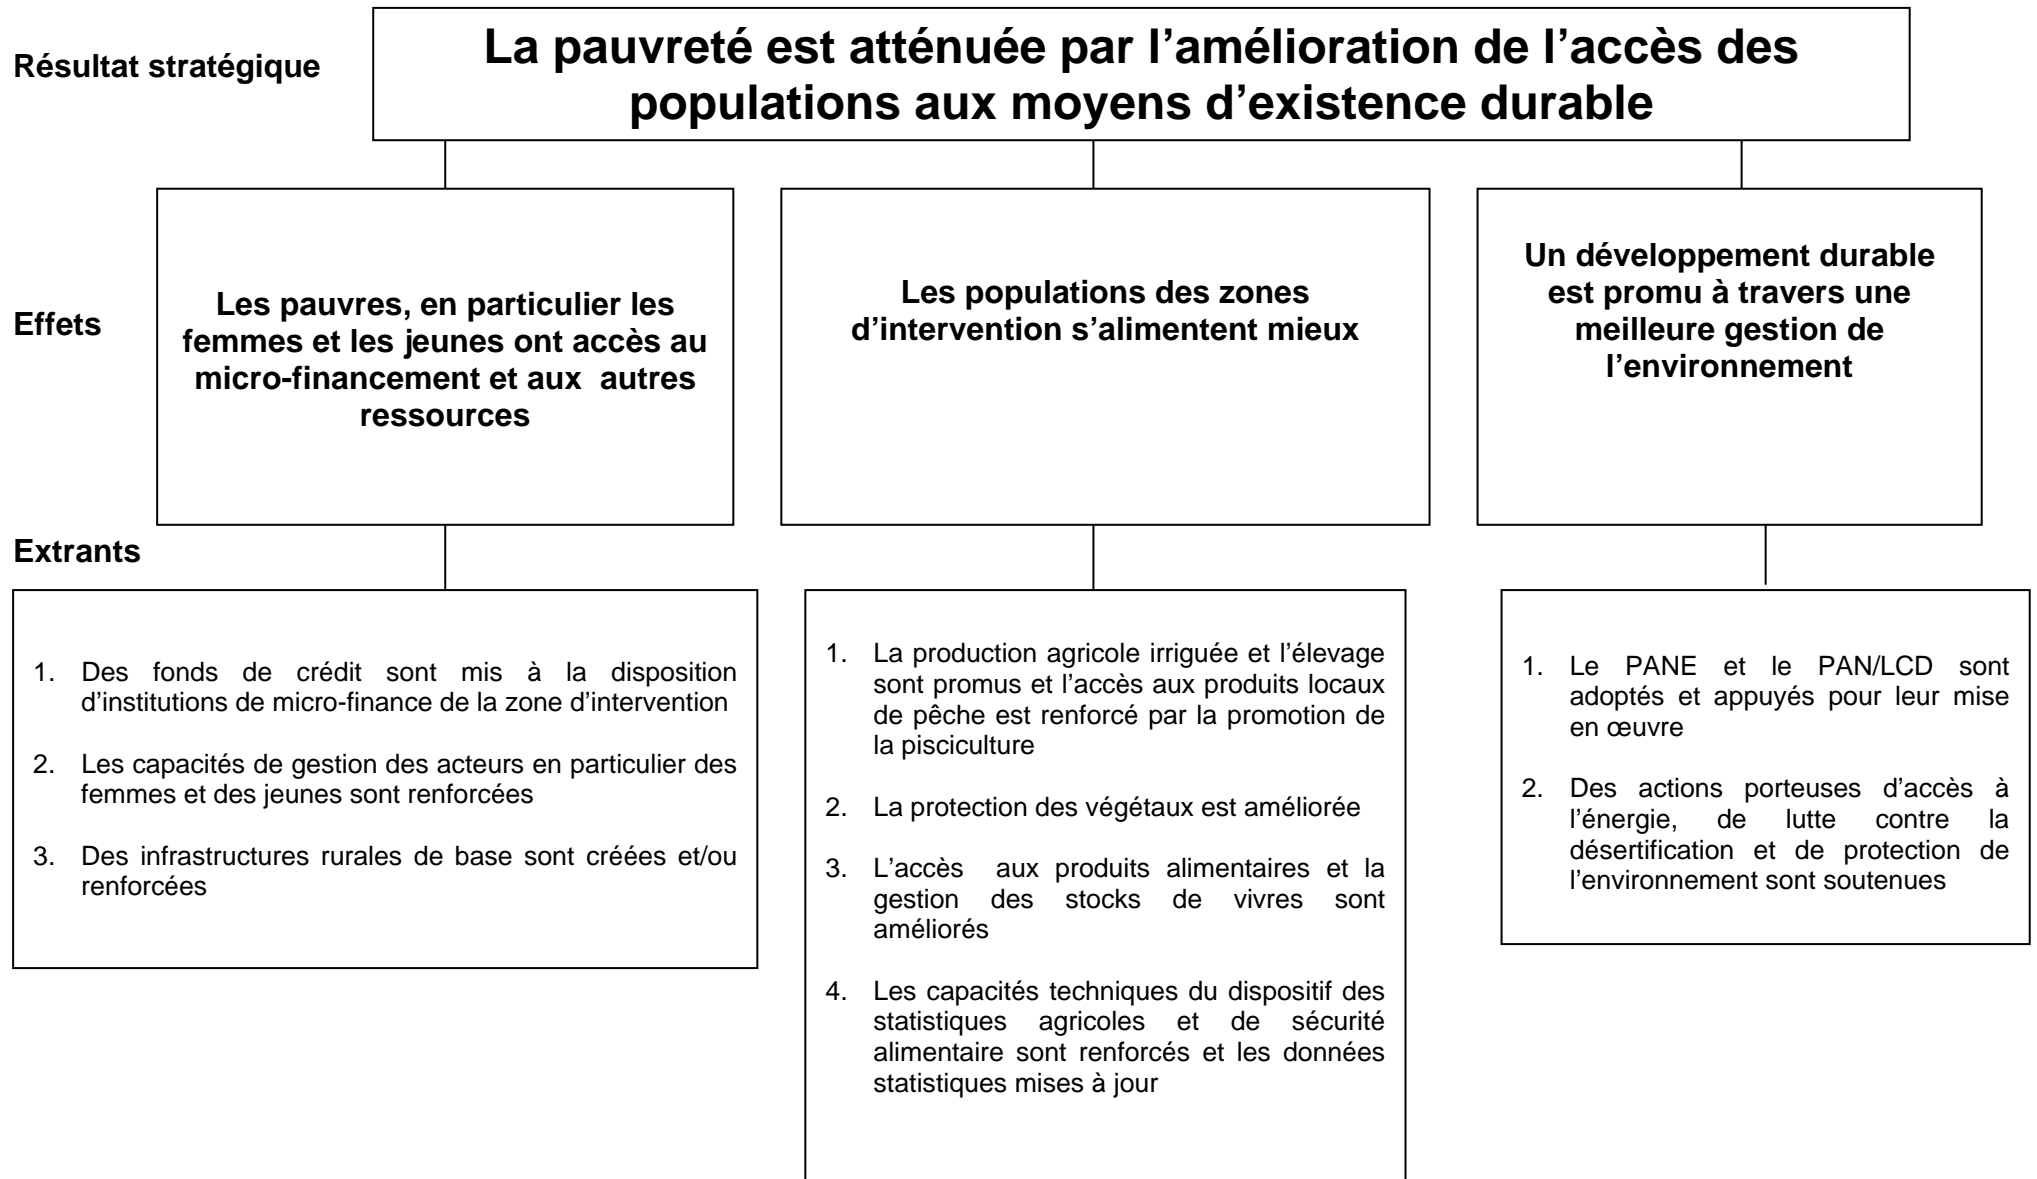 Résultat stratégique
La pauvreté est atténuée par l’amélioration de l’accès des
populations aux moyens d’existence durable
Effets
Les pauvres, en particulier les
femmes et les jeunes ont accès au
micro-financement et aux autres
ressources
Les populations des zones
d’intervention s’alimentent mieux
Un développement durable
est promu à travers une
meilleure gestion de
l’environnement
Extrants
1. Des fonds de crédit sont mis à la disposition
d’institutions de micro-finance de la zone d’intervention
2. Les capacités de gestion des acteurs en particulier des
femmes et des jeunes sont renforcées
3. Des infrastructures rurales de base sont créées et/ou
renforcées
1. La production agricole irriguée et l’élevage
sont promus et l’accès aux produits locaux
de pêche est renforcé par la promotion de
la pisciculture
2. La protection des végétaux est améliorée
3. L’accès aux produits alimentaires et la
gestion des stocks de vivres sont
améliorés
4. Les capacités techniques du dispositif des
statistiques agricoles et de sécurité
alimentaire sont renforcés et les données
statistiques mises à jour
1. Le PANE et le PAN/LCD sont
adoptés et appuyés pour leur mise
en œuvre
2. Des actions porteuses d’accès à
l’énergie, de lutte contre la
désertification et de protection de
l’environnement sont soutenues